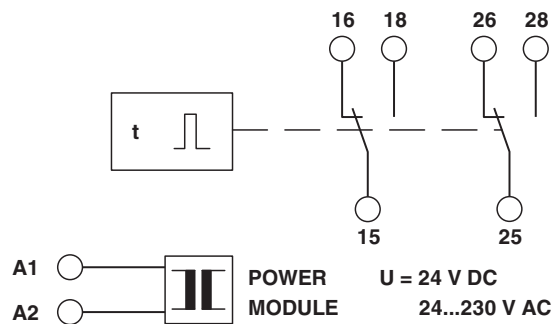 16 18 26 28
t
15 25
A1 POWER U = 24 V DC
A2 MODULE 24...230 V AC